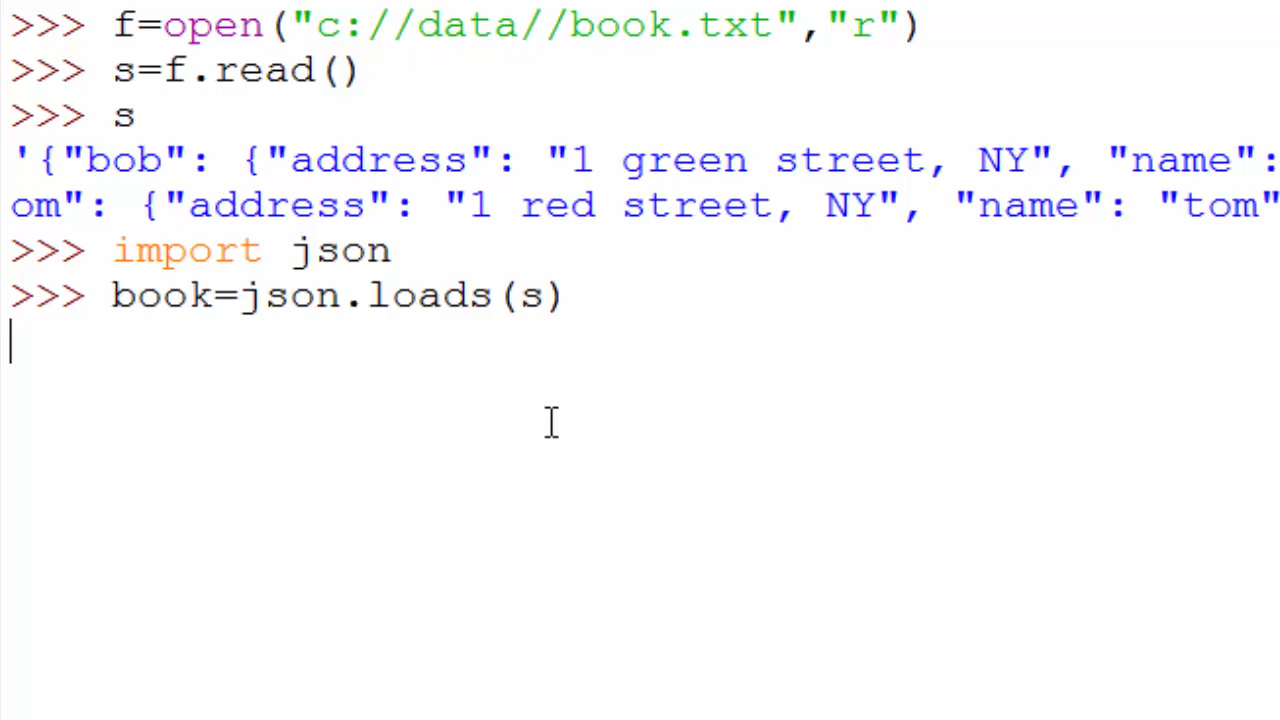 >>> f=open("c://data//book.txt","r")
>>> s=f.read()
>>> s
'{"bob": {"address": "1 green street, NY", "name":
om": {"address": "1 red street, NY", "name": "tom"
>>> import json
>>> book=json.loads(s)